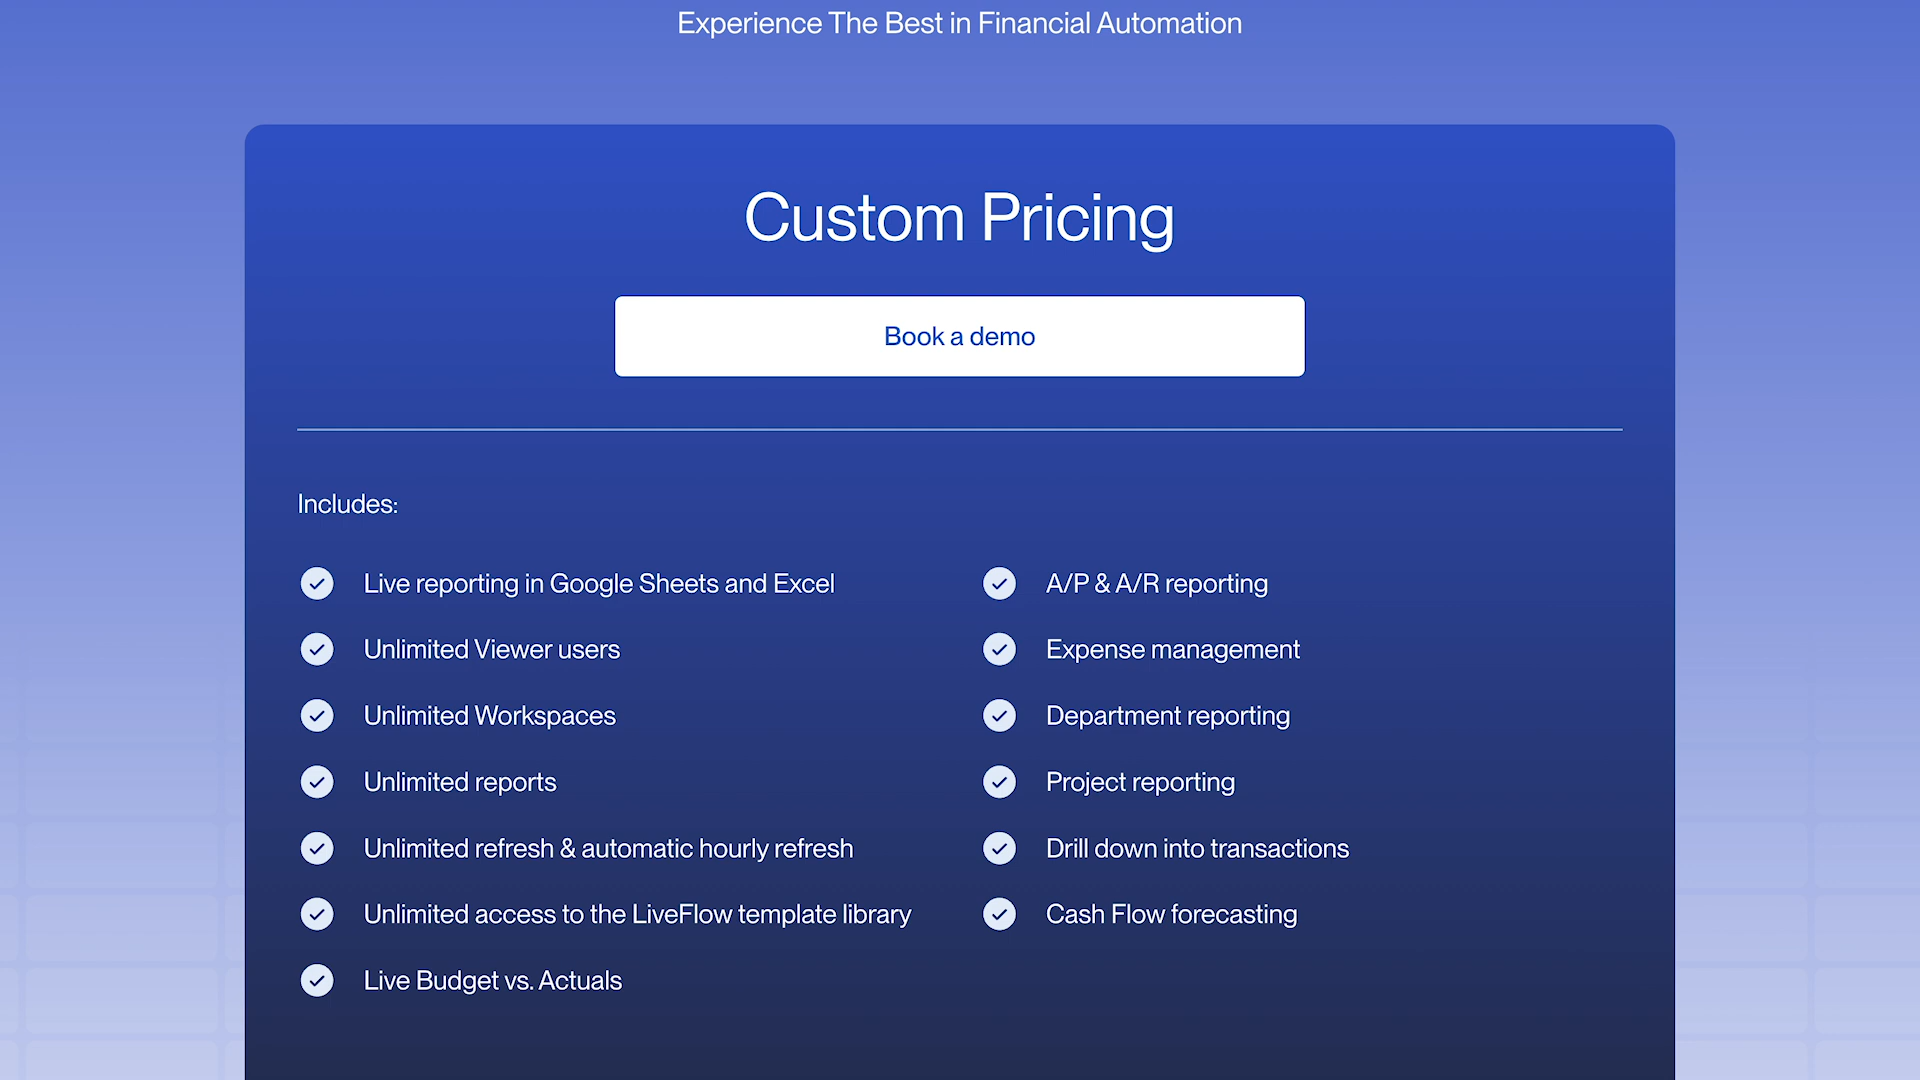 Experience The Best in Financial Automation
Custom Pricing
Book a demo
Includes:
Live reporting in Google Sheets and Excel
Unlimited Viewer users
Unlimited Workspaces
Unlimited reports
Unlimited refresh & automatic hourly refresh
Unlimited access to the LiveFlow template library
Live Budget vs. Actuals
A/P & A/R reporting
Expense management
Department reporting
Project reporting
Drill down into transactions
Cash Flow forecasting